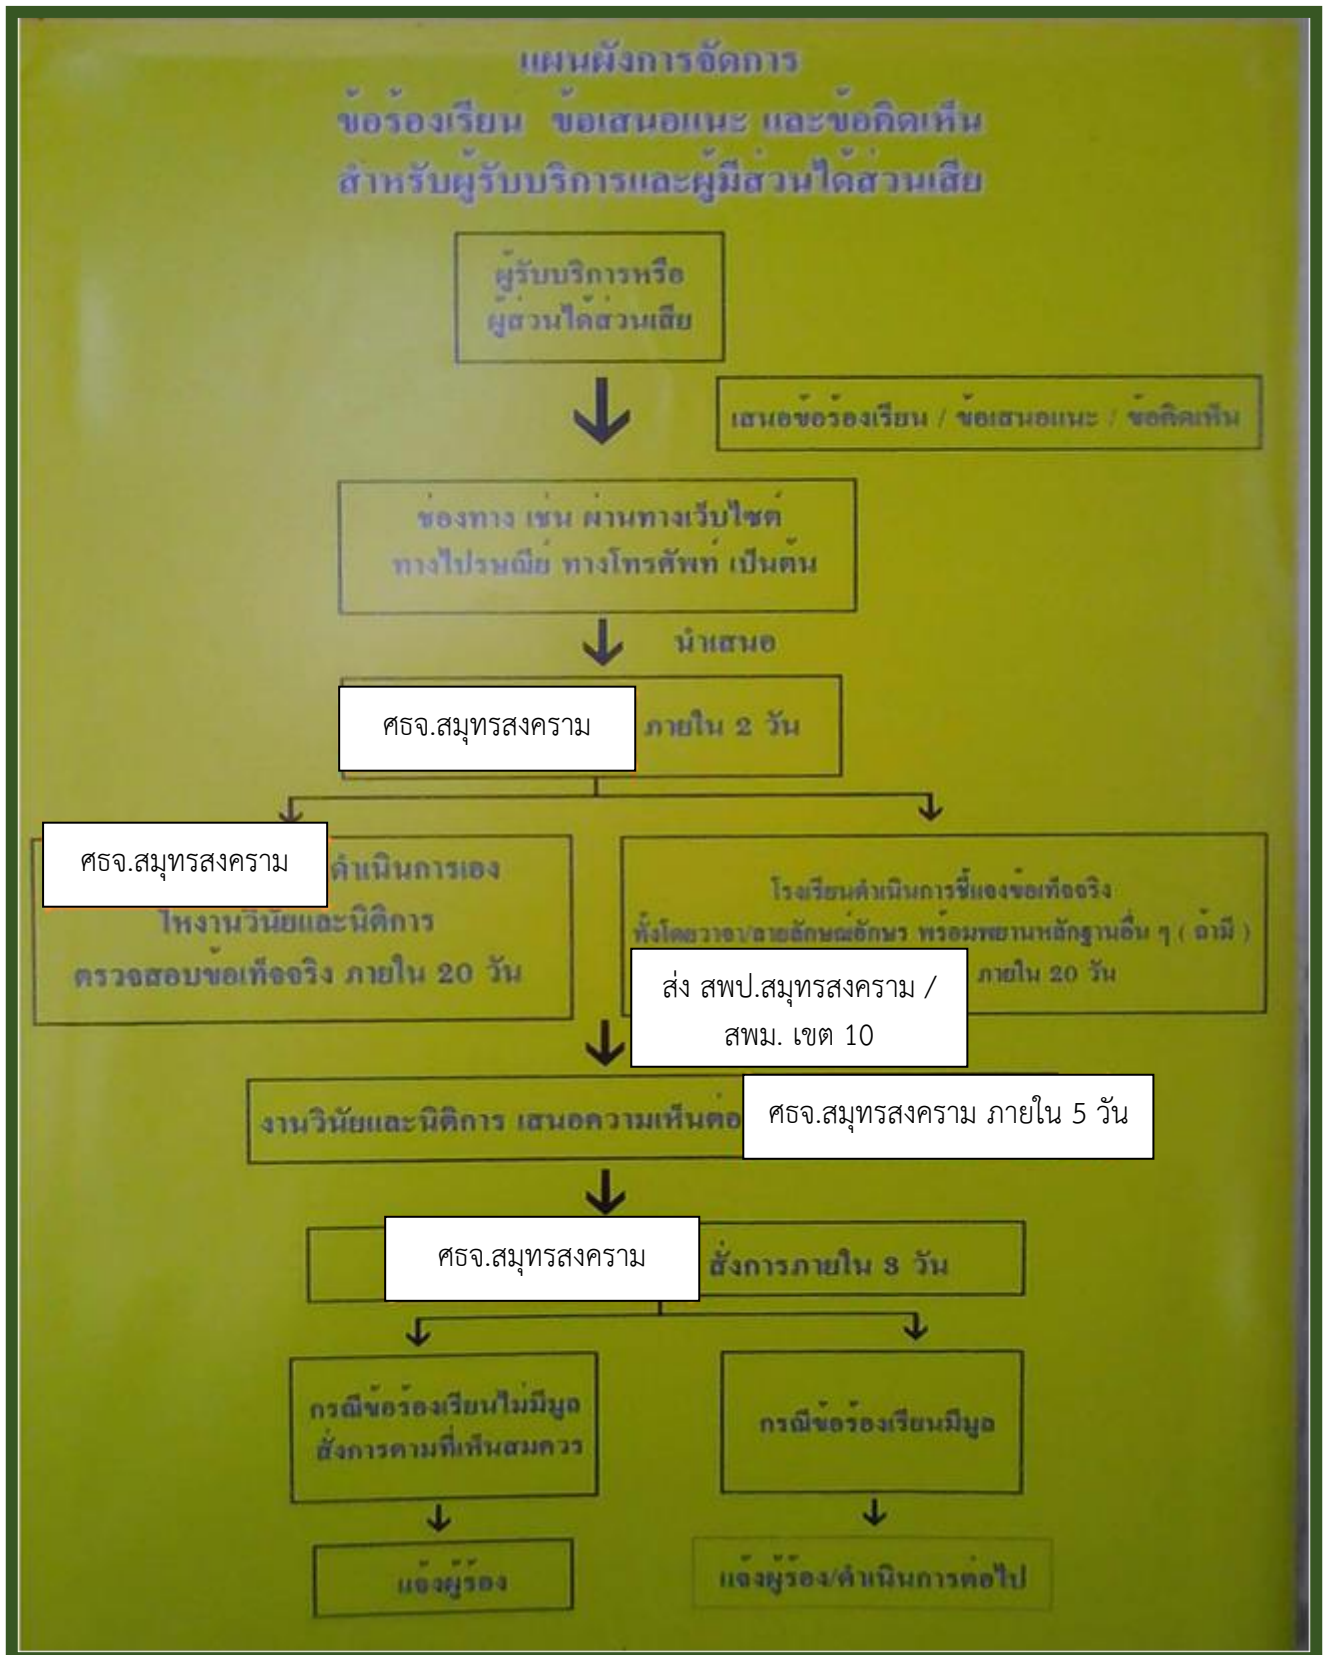 แผนผังการจัดการ
ข้อร้องเรียน ข้อเสนอแนะ และข้อคิดเห็น
สำหรับผู้รับบริการและผู้มีส่วนได้ส่วนเสีย
ผู้รับบริการหรือ
ผู้ส่วนได้ส่วนเสีย
เสนอข้อร้องเรียน / ข้อเสนอแนะ / ข้อคิดเห็น
ช่องทาง เช่น ผ่านทางเว็บไซต์
ทางไปรษณีย์ ทางโทรศัพท์ เป็นต้น
นำเสนอ
ศธจ.สมุทรสงคราม ภายใน 2 วัน
ศธจ.สมุทรสงคราม ดำเนินการเอง
ให้งานวินัยและนิติการ
ตรวจสอบข้อเท็จจริง ภายใน 20 วัน
โรงเรียนดำเนินการชี้แจงข้อเท็จจริง
ทั้งโดยวาจา/ลายลักษณ์อักษร พร้อมพยานหลักฐานอื่น ๆ ( ถ้ามี )
ส่ง สพป.สมุทรสงคราม / ภายใน 20 วัน
สพม. เขต 10
งานวินัยและนิติการ เสนอความเห็นต่อ ศธจ.สมุทรสงคราม ภายใน 5 วัน
ศธจ.สมุทรสงคราม สั่งการภายใน 3 วัน
กรณีข้อร้องเรียนไม่มีมูล
สั่งการตามที่เห็นสมควร
กรณีข้อร้องเรียนมีมูล
แจ้งผู้ร้อง
แจ้งผู้ร้อง/ดำเนินการต่อไป